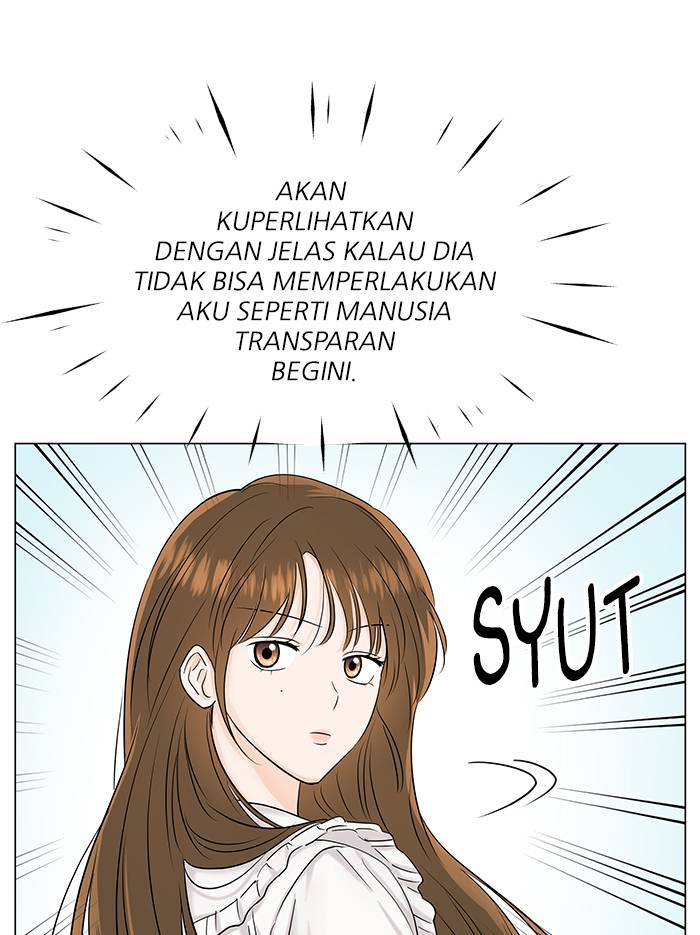 AKAN
KUPERLIHATKAN
DENGAN JELAS KALAU DIA
TIDAK BISA MEMPERLAKUKAN
AKU SEPERTI MANUSIA
TRANSPARAN
BEGINI.
SYUT